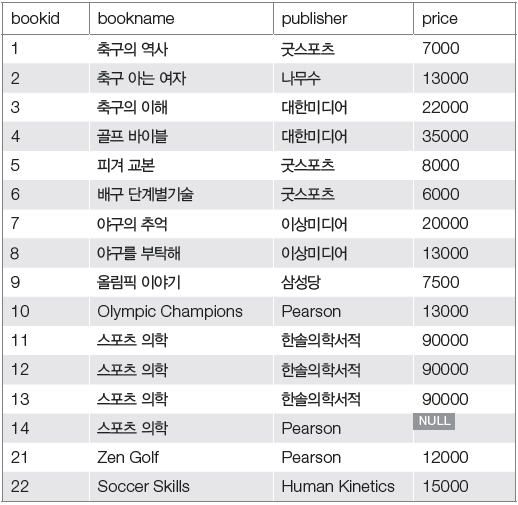 bookid bookname publisher price
1 축구의 역사 굿스포츠 7000
2 축구 아는 여자 나무수 13000
3 축구의 이해 대한미디어 22000
4 골프 바이블 대한미디어 35000
5 피겨 교본 굿스포츠 8000
6 배구 단계별기술 굿스포츠 6000
7 야구의 추억 이상미디어 20000
8 야구를 부탁해 이상미디어 13000
9 올림픽 이야기 삼성당 7500
10 Olympic Champions Pearson 13000
11 스포츠 의학 한솔의학서적 90000
12 스포츠 의학 한솔의학서적 90000
13 스포츠 의학 한솔의학서적 90000
14 스포츠 의학 Pearson NULL
21 Zen Golf Pearson 12000
22 Soccer Skills Human Kinetics 15000